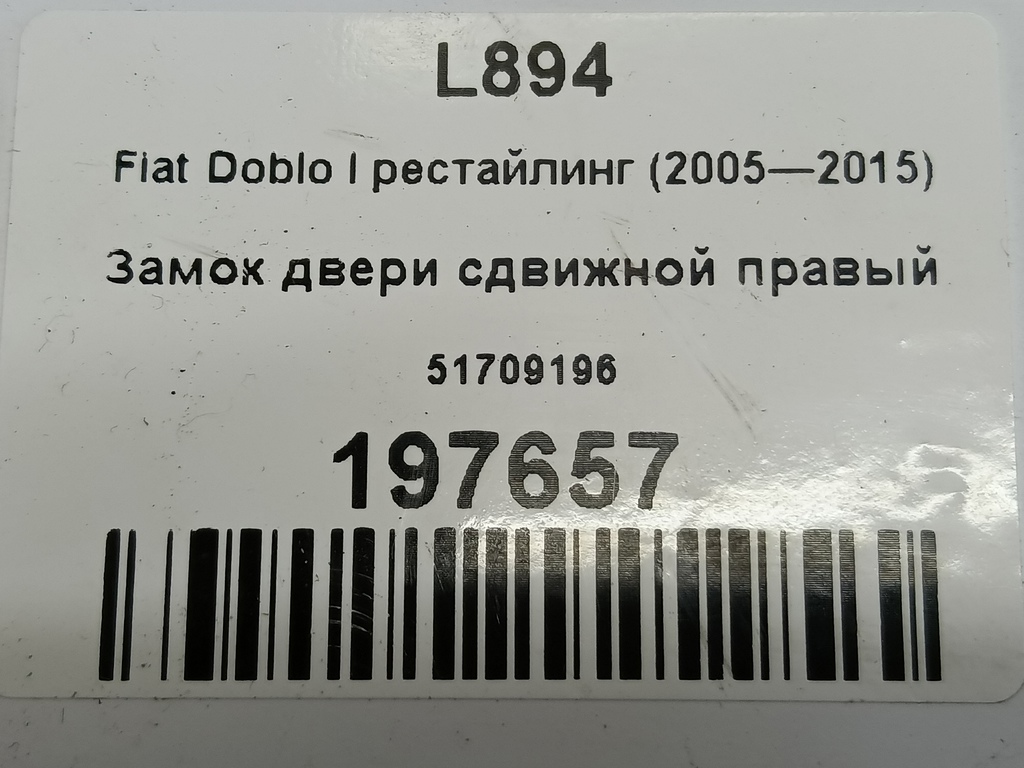 L894
Fiat Doblo I рестайлинг (2005—2015)
Замок двери сдвижной правый
51709196
197657